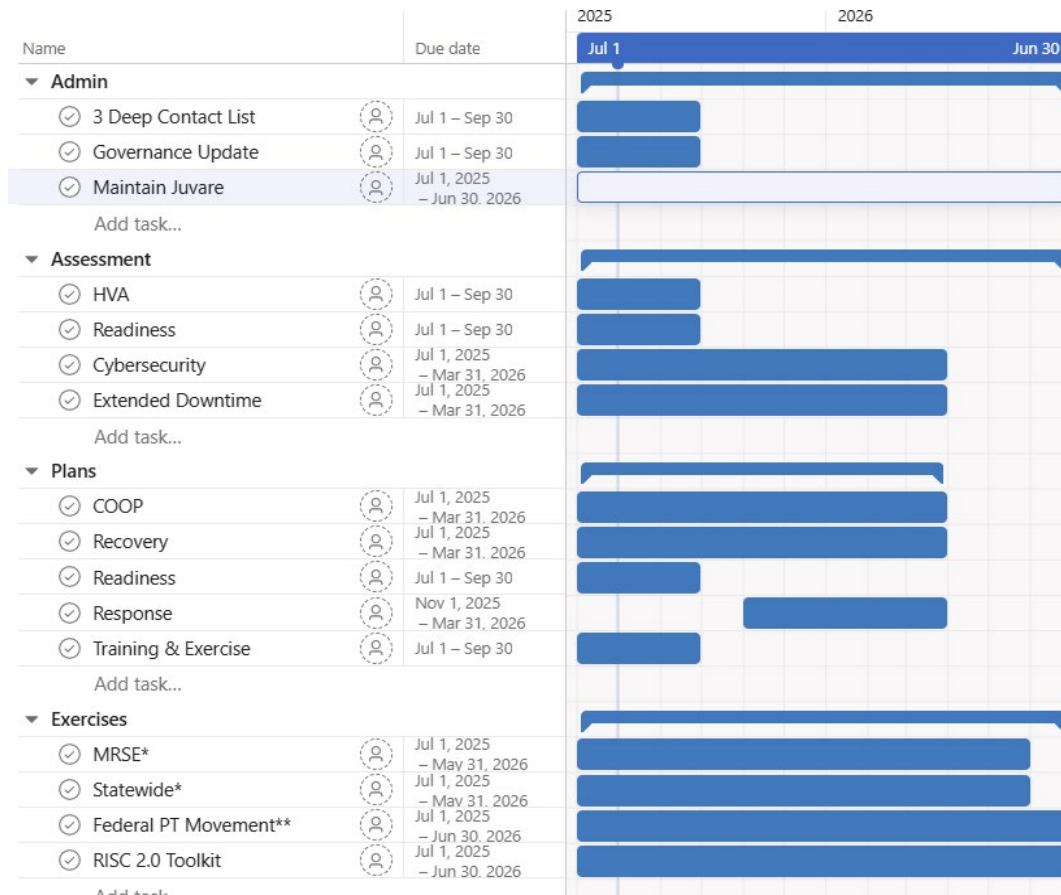 2025 2026
Name Due date Jul 1 Jun 30
Admin
3 Deep Contact List Jul 1 – Sep 30
Governance Update Jul 1 – Sep 30
Maintain Juvare Jul 1, 2025
– Jun 30, 2026
Add task...
Assessment
HVA Jul 1 – Sep 30
Readiness Jul 1 – Sep 30
Cybersecurity Jul 1, 2025
– Mar 31, 2026
Extended Downtime Jul 1, 2025
– Mar 31, 2026
Add task...
Plans
COOP Jul 1, 2025
– Mar 31, 2026
Recovery Jul 1, 2025
– Mar 31, 2026
Readiness Jul 1 – Sep 30
Response Nov 1, 2025
– Mar 31, 2026
Training & Exercise Jul 1 – Sep 30
Add task...
Exercises
MRSE* Jul 1, 2025
– May 31, 2026
Statewide* Jul 1, 2025
– May 31, 2026
Federal PT Movement** Jul 1, 2025
– Jun 30, 2026
RISC 2.0 Toolkit Jul 1, 2025
– Jun 30, 2026
Add task